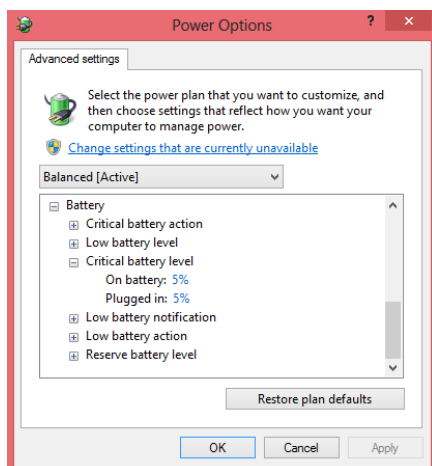 Power Options
?
×
Advanced settings
Select the power plan that you want to customize, and
then choose settings that reflect how you want your
computer to manage power.
Change settings that are currently unavailable
Balanced [Active]
Battery
Critical battery action
Low battery level
Critical battery level
On battery: 5%
Plugged in: 5%
Low battery notification
Low battery action
Reserve battery level
Restore plan defaults
OK Cancel Apply